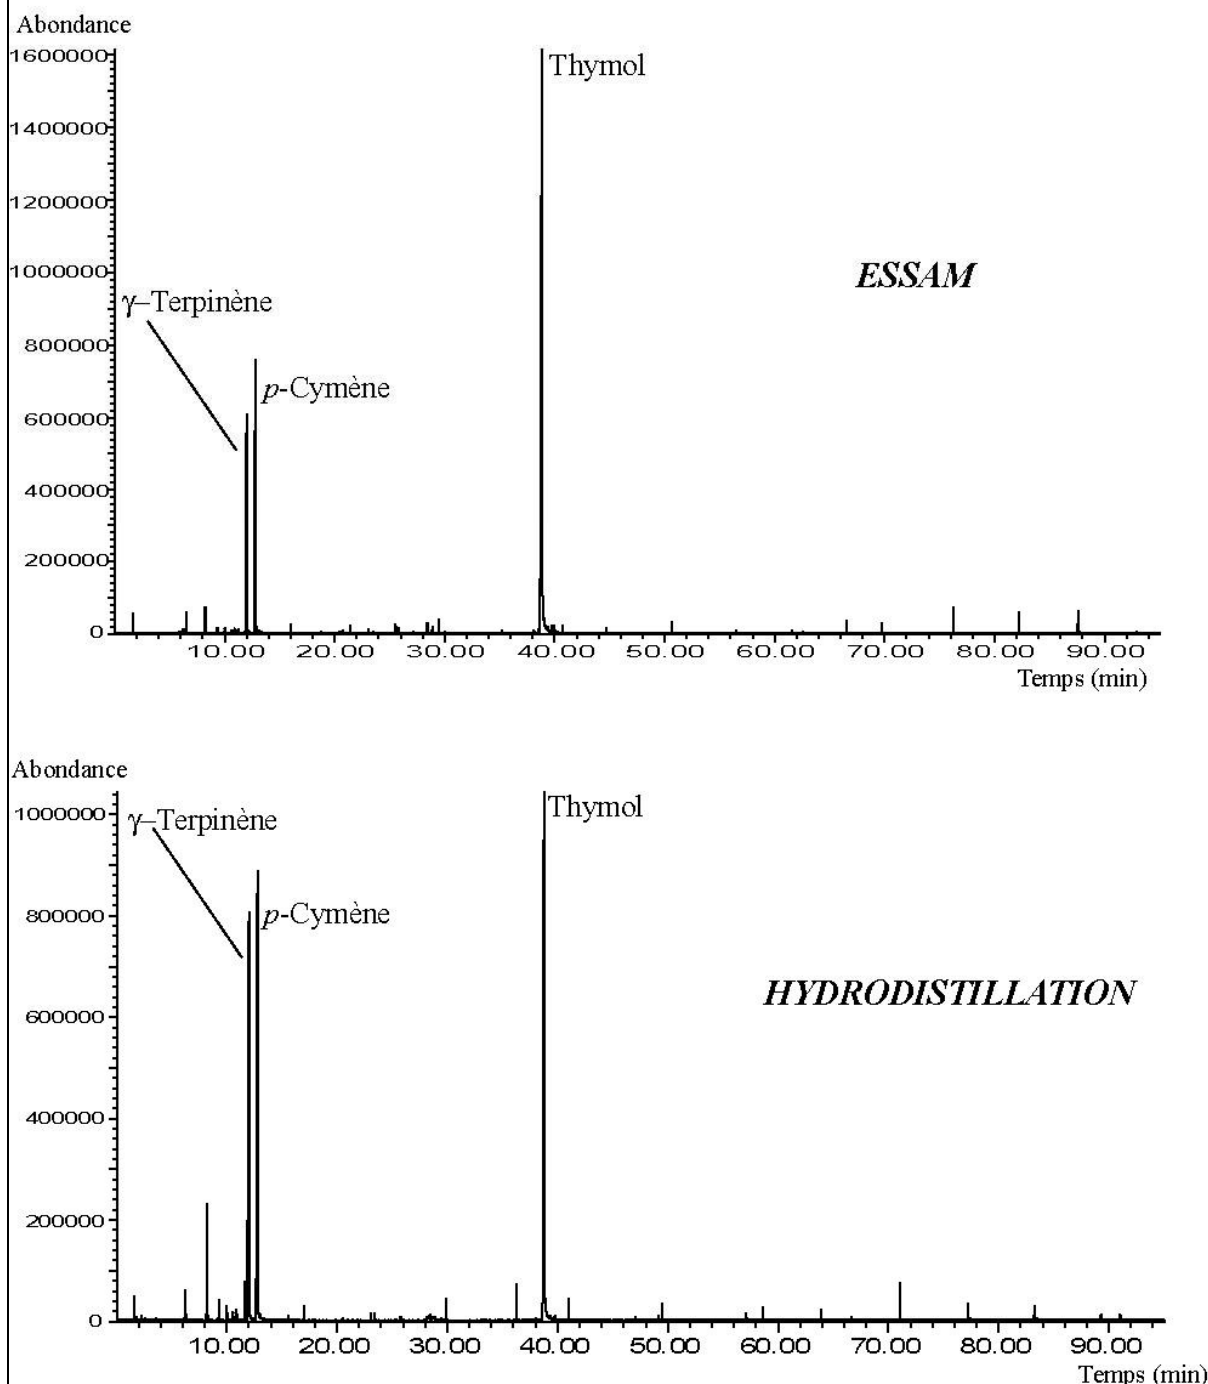 Abondance
1600000
Thymol
1400000
1200000
1000000
ESSAM
γ–Terpinène
800000
p-Cymène
600000
400000
200000
0
10.00 20.00 30.00 40.00 50.00 60.00 70.00 80.00 90.00
Temps (min)
Abondance
1000000
γ–Terpinène
Thymol
800000
p-Cymène
HYDRODISTILLATION
600000
400000
200000
0
10.00 20.00 30.00 40.00 50.00 60.00 70.00 80.00 90.00
Temps (min)